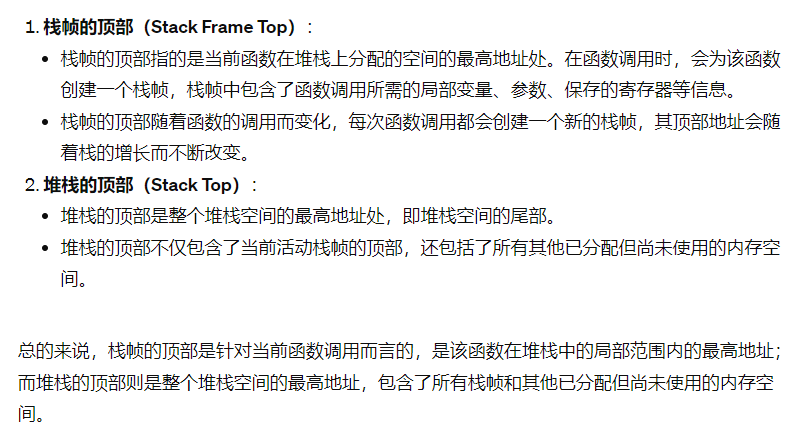 1. 栈帧的顶部（Stack Frame Top）：
• 栈帧的顶部指的是当前函数在堆栈上分配的空间的最高地址处。在函数调用时，会为该函数
创建一个栈帧，栈帧中包含了函数调用所需的局部变量、参数、保存的寄存器等信息。
• 栈帧的顶部随着函数的调用而变化，每次函数调用都会创建一个新的栈帧，其顶部地址会随
着栈的增长而不断改变。
2. 堆栈的顶部（Stack Top）：
• 堆栈的顶部是整个堆栈空间的最高地址处，即堆栈空间的尾部。
• 堆栈的顶部不仅包含了当前活动栈帧的顶部，还包括了所有其他已分配但尚未使用的内存空
间。
总的来说，栈帧的顶部是针对当前函数调用而言的，是该函数在堆栈中的局部范围内的最高地址；
而堆栈的顶部则是整个堆栈空间的最高地址，包含了所有栈帧和其他已分配但尚未使用的内存空
间。